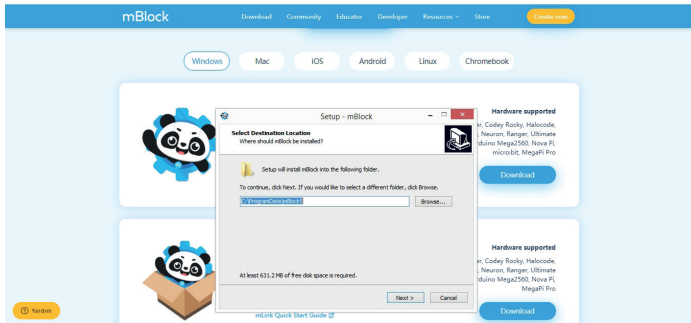 mBlock
Download Community Educator Developer Resources Store Create now
Windows Mac iOS Android Linux Chromebook
Setup - mBlock
Select Destination Location
Where should mBlock be installed?
Setup will install mBlock into the following folder.
To continue, click Next. If you would like to select a different folder, click Browse.
C:\ProgramData\mBlock5
Browse...
At least 631.2 MB of free disk space is required.
Next > Cancel
Hardware supported
er, Codey Rocky, Halocode,
, Neuron, Ranger, Ultimate
rduino Mega2560, Nova Pi,
microbit, MegaPi Pro
Download
Hardware supported
er, Codey Rocky, Halocode,
, Neuron, Ranger, Ultimate
rduino Mega2560, Nova Pi,
MegaPi Pro
Download
mLink Quick Start Guide
Yardım